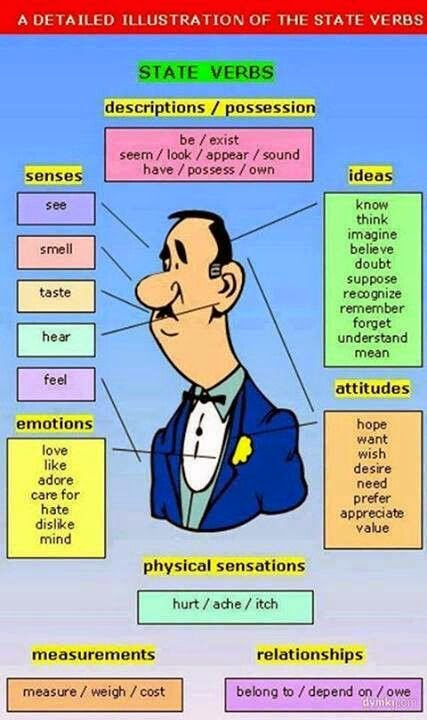 A DETAILED ILLUSTRATION OF THE STATE VERBS
STATE VERBS
descriptions / possession
be / exist
seem / look / appear / sound
have / possess / own
senses
see
smell
taste
hear
feel
ideas
know
think
imagine
believe
doubt
suppose
recognize
remember
forget
understand
mean
attitudes
hope
want
wish
desire
need
prefer
appreciate
value
emotions
love
like
adore
care for
hate
dislike
mind
physical sensations
hurt / ache / itch
measurements
measure / weigh / cost
relationships
belong to / depend on / owe